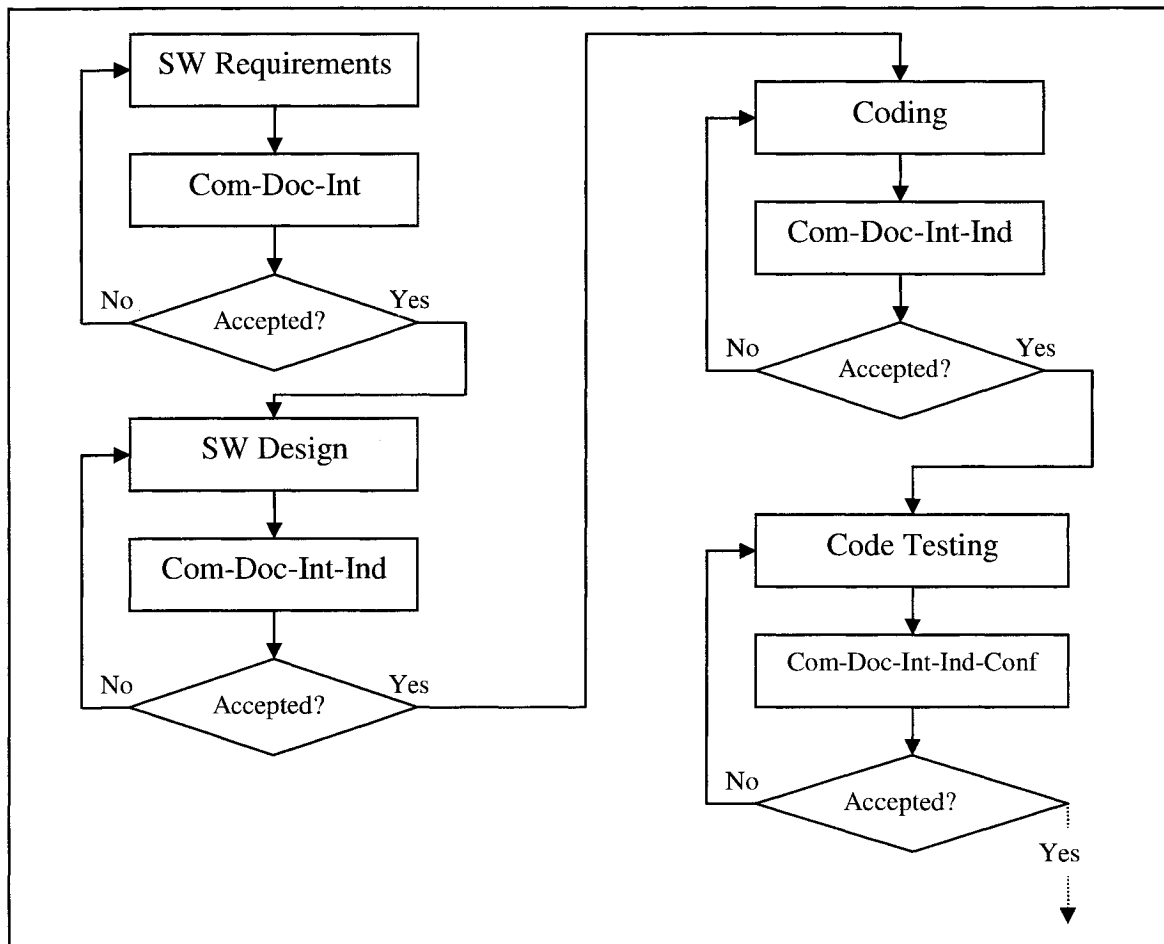 SW Requirements
Com-Doc-Int
No
Yes
Accepted?
SW Design
Com-Doc-Int-Ind
No
Yes
Accepted?
Coding
Com-Doc-Int-Ind
No
Yes
Accepted?
Code Testing
Com-Doc-Int-Ind-Conf
No
Accepted?
Yes